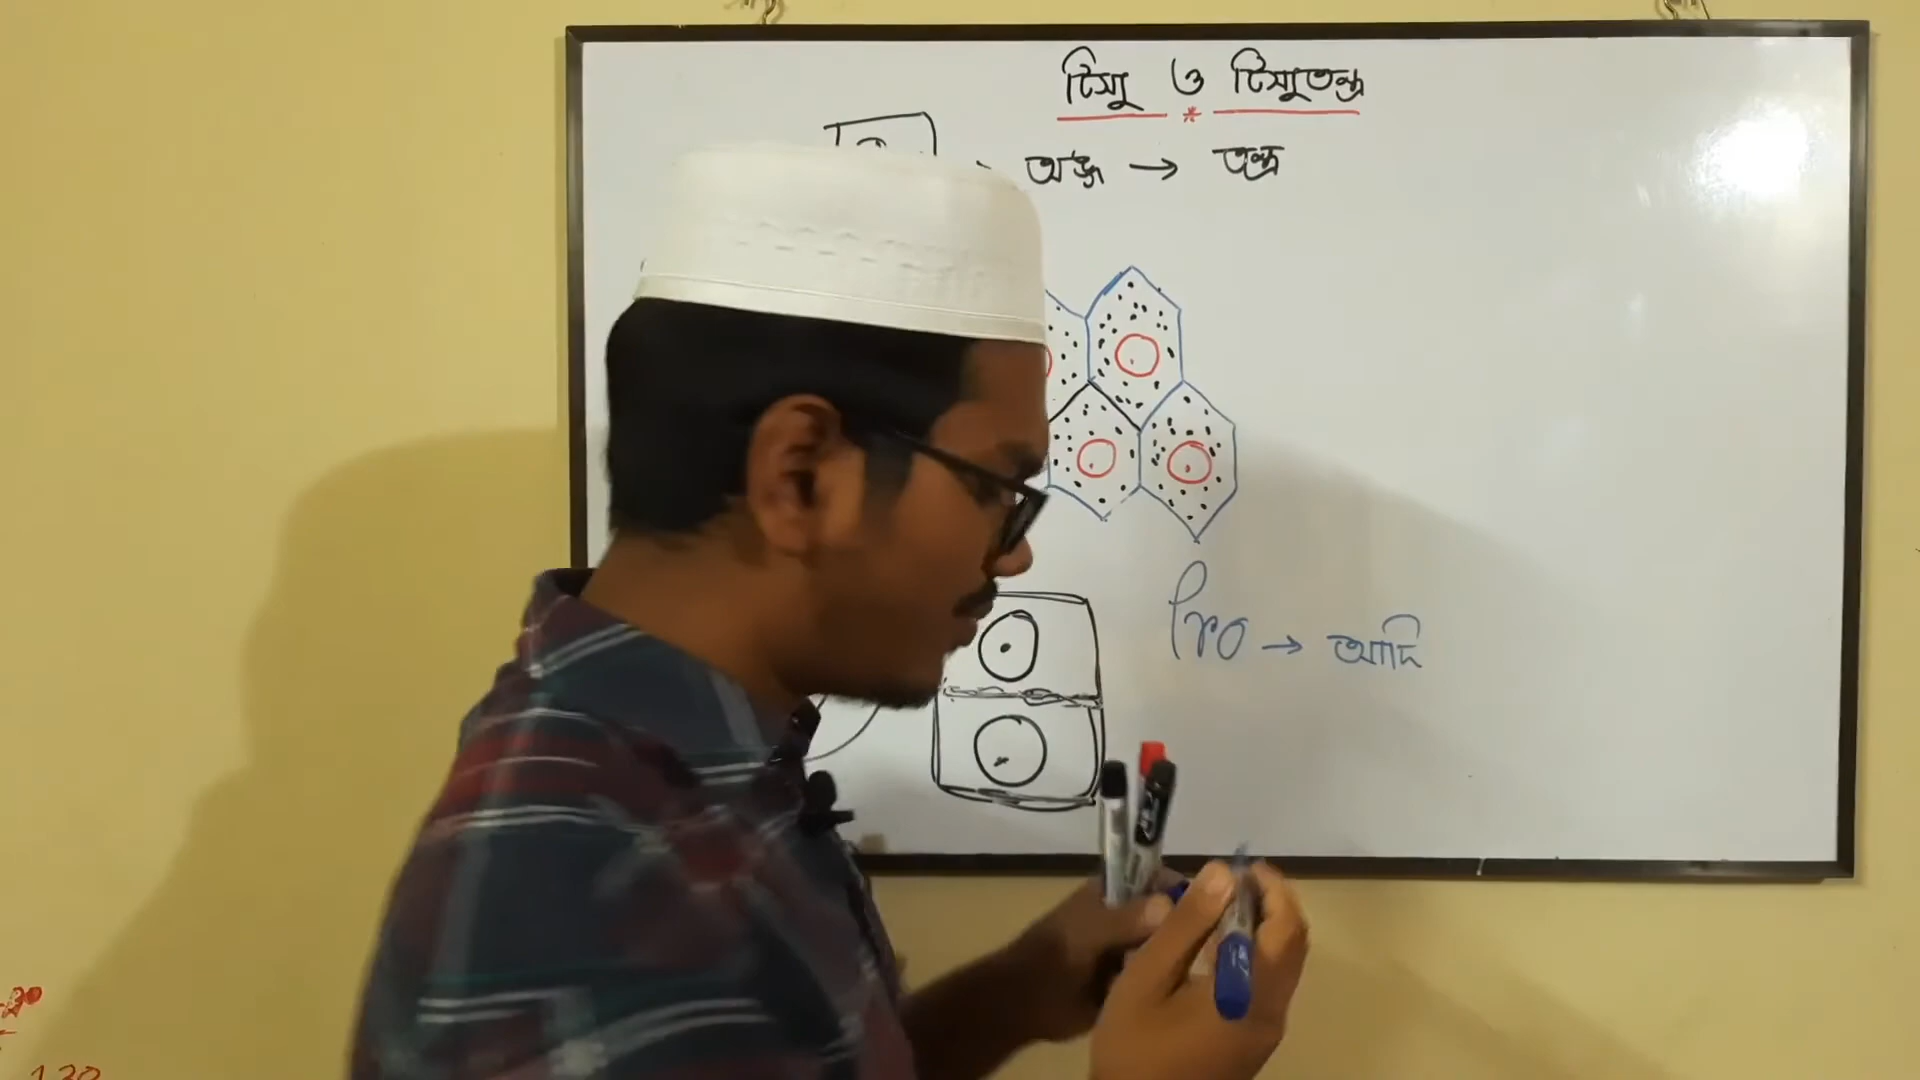 টিস্যু ও টিস্যুতন্ত্র
অঙ্গ → তন্ত্র
Pro → আদি